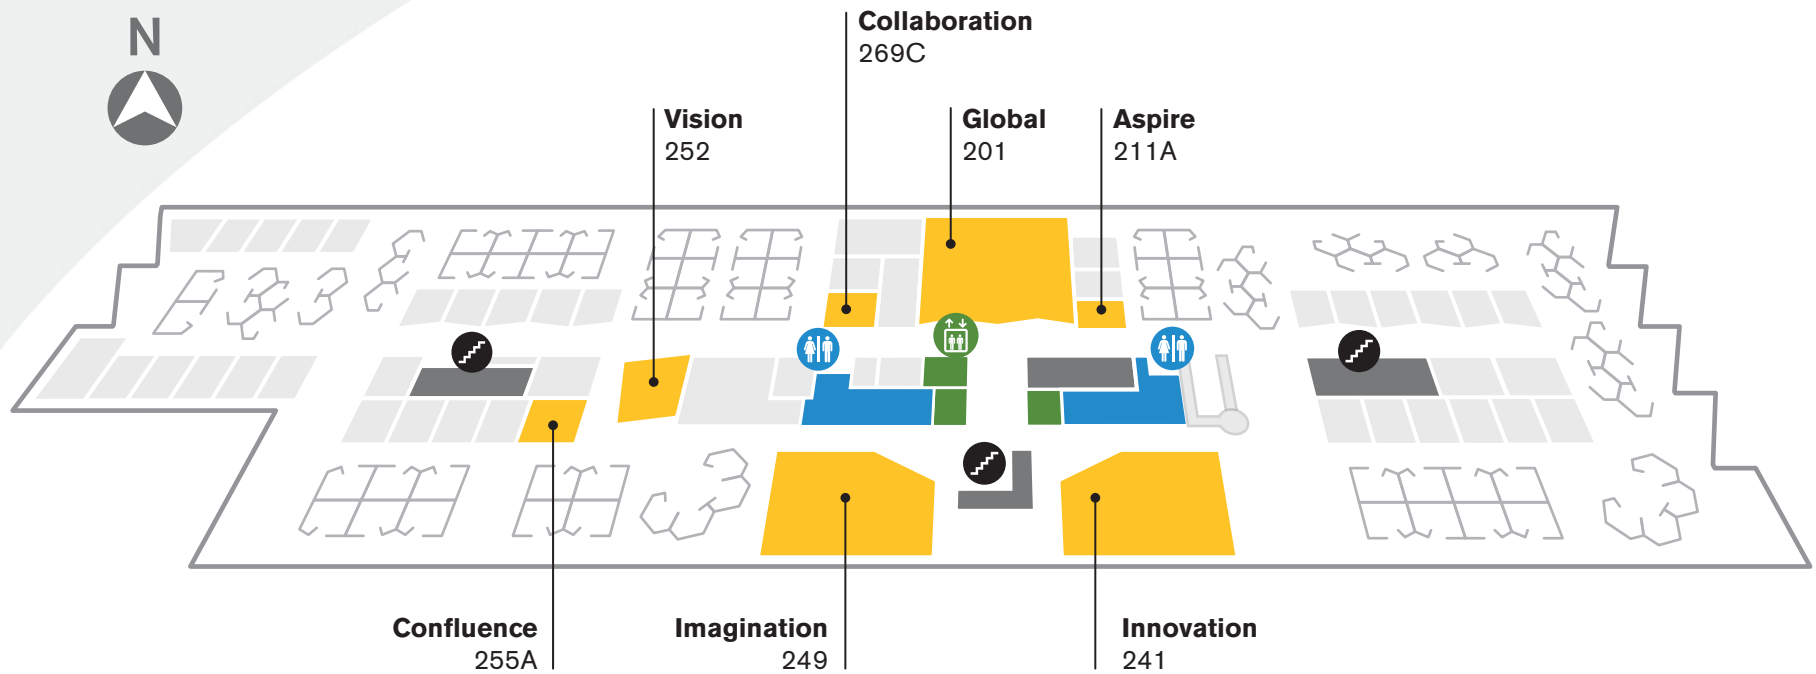 N
Collaboration
269C
Vision
252
Global
201
Aspire
211A
Confluence
255A
Imagination
249
Innovation
241